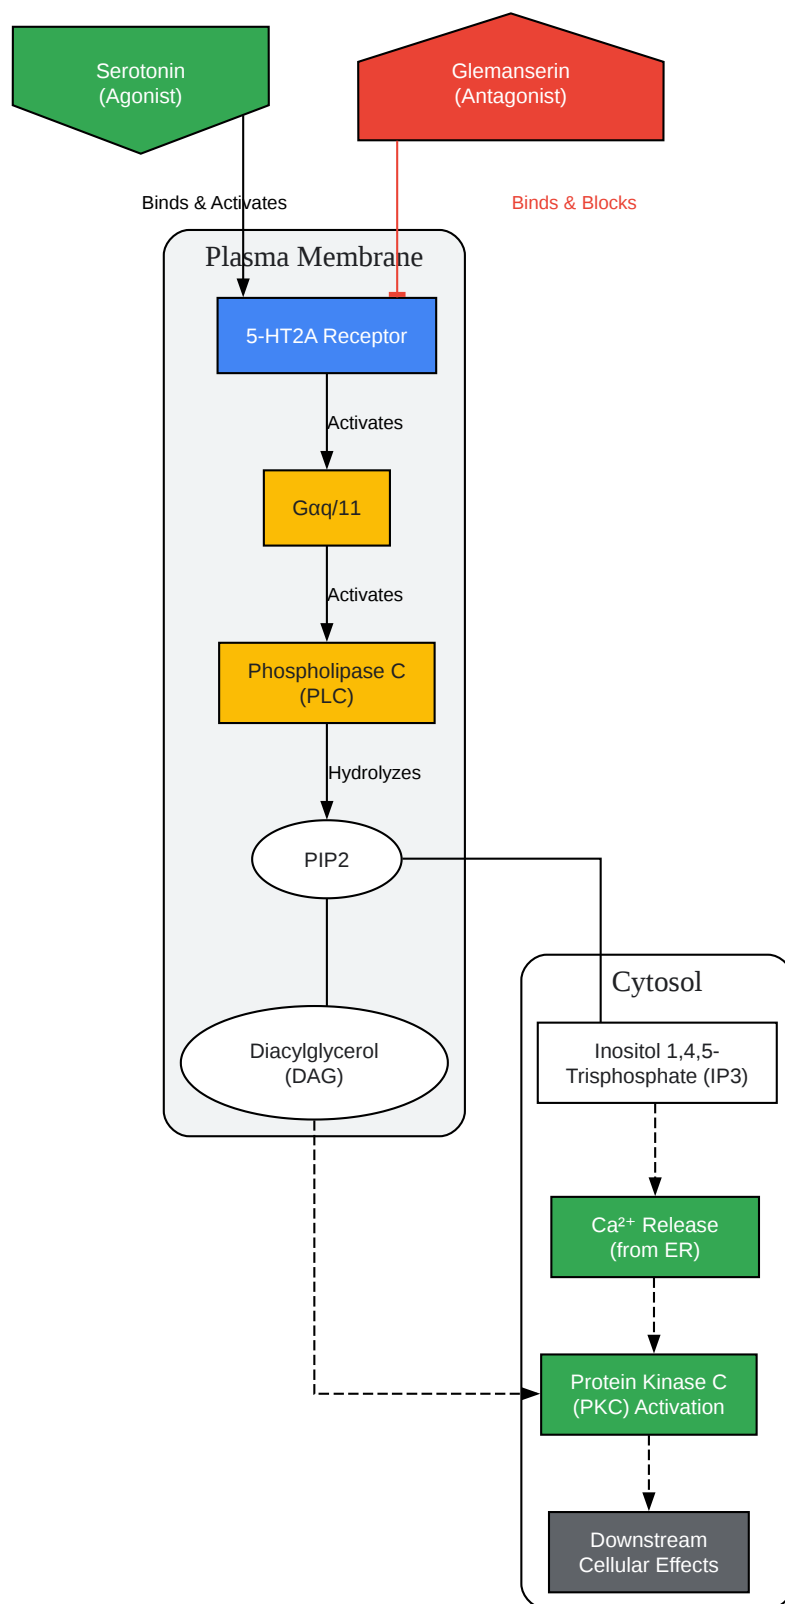 Serotonin
(Agonist)
Glemanserin
(Antagonist)
Binds & Activates
Binds & Blocks
Plasma Membrane
5-HT2A Receptor
Activates
Gαq/11
Activates
Phospholipase C
(PLC)
Hydrolyzes
PIP2
Cytosol
Diacylglycerol
(DAG)
Inositol 1,4,5-
Trisphosphate (IP3)
Ca²⁺ Release
(from ER)
Protein Kinase C
(PKC) Activation
Downstream
Cellular Effects